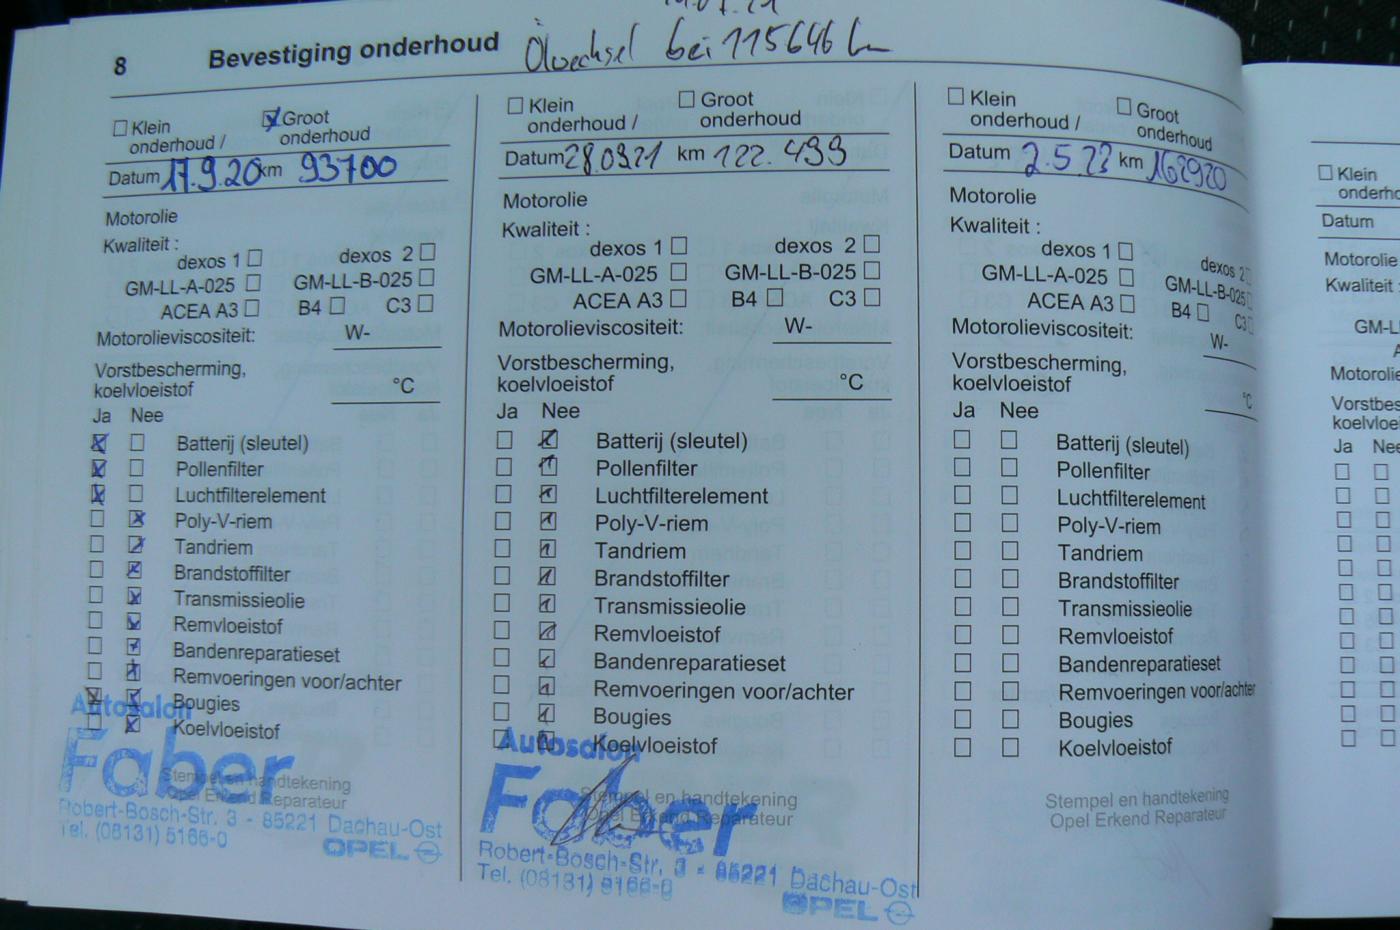 8 Bevestiging onderhoud Ölwechsel bei 115646 km
Klein onderhoud /
Groot onderhoud
Datum 17.9.20 km 93700
Motorolie
Kwaliteit :
dexos 1 dexos 2
GM-LL-A-025 GM-LL-B-025
ACEA A3 B4 C3
Motorolieviscositeit: W-
Vorstbescherming,
koelvloeistof °C
Ja Nee
Batterij (sleutel)
Pollenfilter
Luchtfilterelement
Poly-V-riem
Tandriem
Brandstoffilter
Transmissieolie
Remvloeistof
Bandenreparatieset
Remvoeringen voor/achter
Bougies
Koelvloeistof
Autosalon
Faber
Stempel en handtekening
Opel Erkend Reparateur
Robert-Bosch-Str. 3 - 85221 Dachau-Ost
Tel. (08131) 5166-0
OPEL
Klein onderhoud /
Groot onderhoud
Datum 28.09.21 km 122.499
Motorolie
Kwaliteit :
dexos 1 dexos 2
GM-LL-A-025 GM-LL-B-025
ACEA A3 B4 C3
Motorolieviscositeit: W-
Vorstbescherming,
koelvloeistof °C
Ja Nee
Batterij (sleutel)
Pollenfilter
Luchtfilterelement
Poly-V-riem
Tandriem
Brandstoffilter
Transmissieolie
Remvloeistof
Bandenreparatieset
Remvoeringen voor/achter
Bougies
Koelvloeistof
Autosalon
Faber
Stempel en handtekening
Opel Erkend Reparateur
Robert-Bosch-Str. 3 - 85221 Dachau-Ost
Tel. (08131) 5166-0
OPEL
Klein onderhoud /
Groot onderhoud
Datum 2.5.23 km 162920
Motorolie
Kwaliteit :
dexos 1 dexos 2
GM-LL-A-025 GM-LL-B-025
ACEA A3 B4 C3
Motorolieviscositeit: W-
Vorstbescherming,
koelvloeistof °C
Ja Nee
Batterij (sleutel)
Pollenfilter
Luchtfilterelement
Poly-V-riem
Tandriem
Brandstoffilter
Transmissieolie
Remvloeistof
Bandenreparatieset
Remvoeringen voor/achter
Bougies
Koelvloeistof
Stempel en handtekening
Opel Erkend Reparateur
Klein
onderho
Datum
Motorolie
Kwaliteit :
GM-L
A
Motorolie
Vorstbes
koelvloei
Ja Nee